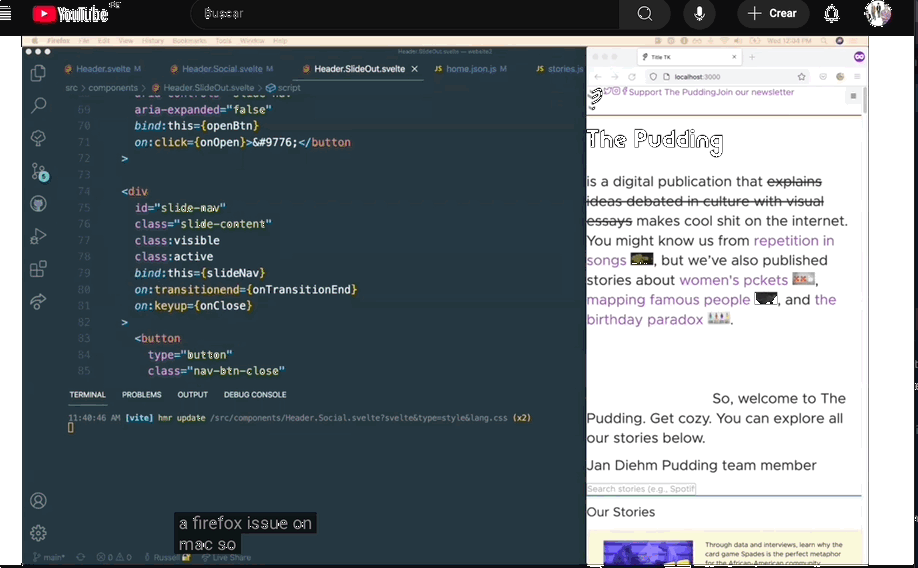 YouTube
Buscar
Crear
Firefox File Edit View History Bookmarks Tools Window Help
Wed 12:04 PM
Header.SlideOut.svelte — website2
Header.svelte M
Header.Social.svelte M
Header.SlideOut.svelte
home.json.js M
stories.js
src > components > Header.SlideOut.svelte > script
69 aria-expanded="false"
70 bind:this={openBtn}
71 on:click={onOpen}>&#9776;</button
72 >
73
74 <div
75 id="slide-nav"
76 class="slide-content"
77 class:visible
78 class:active
79 bind:this={slideNav}
80 on:transitionend={onTransitionEnd}
81 on:keyup={onClose}
82 >
83 <button
84 type="button"
85 class="nav-btn-close"
TERMINAL PROBLEMS OUTPUT DEBUG CONSOLE
11:40:46 AM [vite] hmr update /src/components/Header.Social.svelte?svelte&type=style&lang.css (x2)
a firefox issue on
mac so
main* 0 0 Russell Live Share
Title TK
localhost:3000
Support The PuddingJoin our newsletter
The Pudding
is a digital publication that explains
ideas debated in culture with visual
essays makes cool shit on the internet.
You might know us from repetition in
songs , but we've also published
stories about women's pckets ,
mapping famous people , and the
birthday paradox .
So, welcome to The
Pudding. Get cozy. You can explore all
our stories below.
Jan Diehm Pudding team member
Search stories (e.g., Spotif
Our Stories
Through data and interviews, learn why the
card game Spades is the perfect metaphor
for the African-American community.